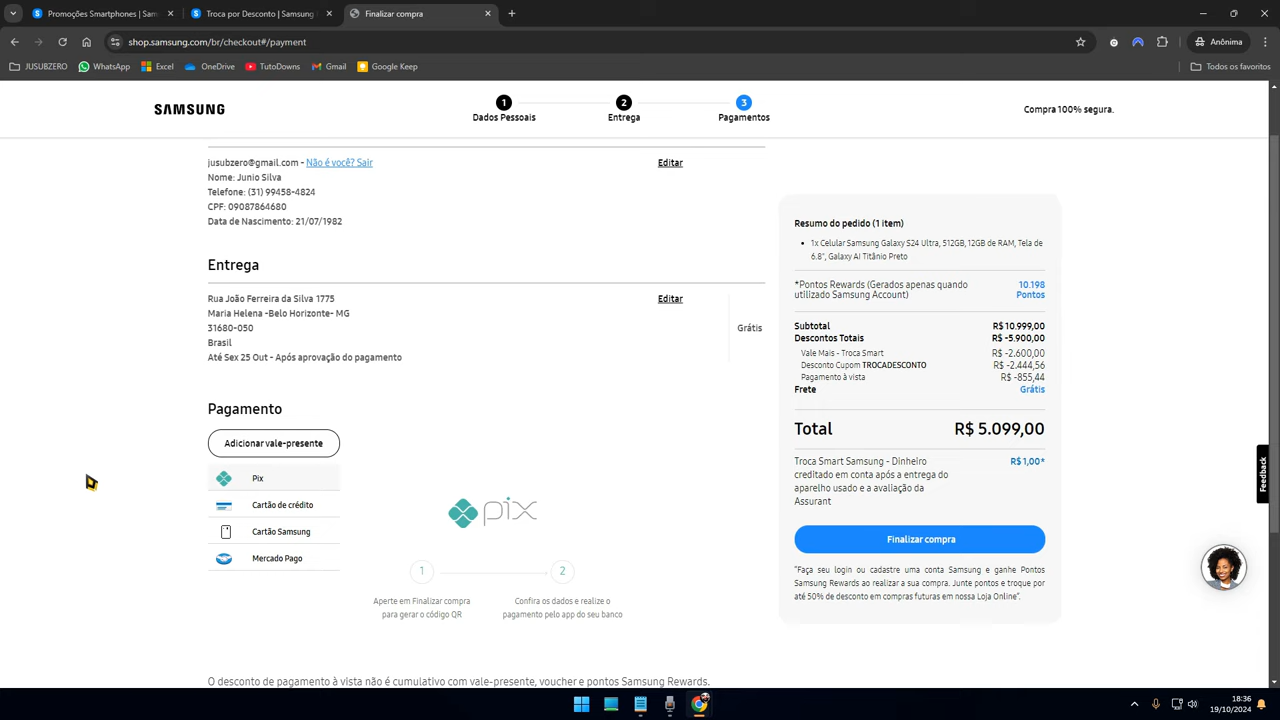 Promoções Smartphones | Sam
Troca por Desconto | Samsung
Finalizar compra
shop.samsung.com/br/checkout#/payment
Anônima
JUSUBZERO
WhatsApp
Excel
OneDrive
TutoDowns
Gmail
Google Keep
Todos os favoritos
SAMSUNG
1
2
3
Dados Pessoais
Entrega
Pagamentos
Compra 100% segura.
jusubzero@gmail.com - Não é você? Sair
Editar
Nome: Junio Silva
Telefone: (31) 99458-4824
CPF: 09087864680
Data de Nascimento: 21/07/1982
Entrega
Rua João Ferreira da Silva 1775
Editar
Maria Helena -Belo Horizonte- MG
31680-050
Grátis
Brasil
Até Sex 25 Out - Após aprovação do pagamento
Pagamento
Adicionar vale-presente
Pix
Cartão de crédito
Cartão Samsung
Mercado Pago
pix
1
2
Aperte em Finalizar compra
para gerar o código QR
Confira os dados e realize o
pagamento pelo app do seu banco
O desconto de pagamento à vista não é cumulativo com vale-presente, voucher e pontos Samsung Rewards.
Resumo do pedido (1 item)
1x Celular Samsung Galaxy S24 Ultra, 512GB, 12GB de RAM, Tela de
6.8", Galaxy AI Titânio Preto
*Pontos Rewards (Gerados apenas quando
utilizado Samsung Account)
10.198
Pontos
Subtotal R$ 10.999,00
Descontos Totais R$ -5.900,00
Vale Mais - Troca Smart R$ -2.600,00
Desconto Cupom TROCADESCONTO R$ -2.444,56
Pagamento à vista R$ -855,44
Frete Grátis
Total R$ 5.099,00
Troca Smart Samsung - Dinheiro R$ 1,00*
creditado em conta após a entrega do
aparelho usado e a avaliação da
Assurant
Finalizar compra
"Faça seu login ou cadastre uma conta Samsung e ganhe Pontos
Samsung Rewards ao realizar a sua compra. Junte pontos e troque por
até 50% de desconto em compras futuras em nossa Loja Online".
Feedback
18:36
19/10/2024